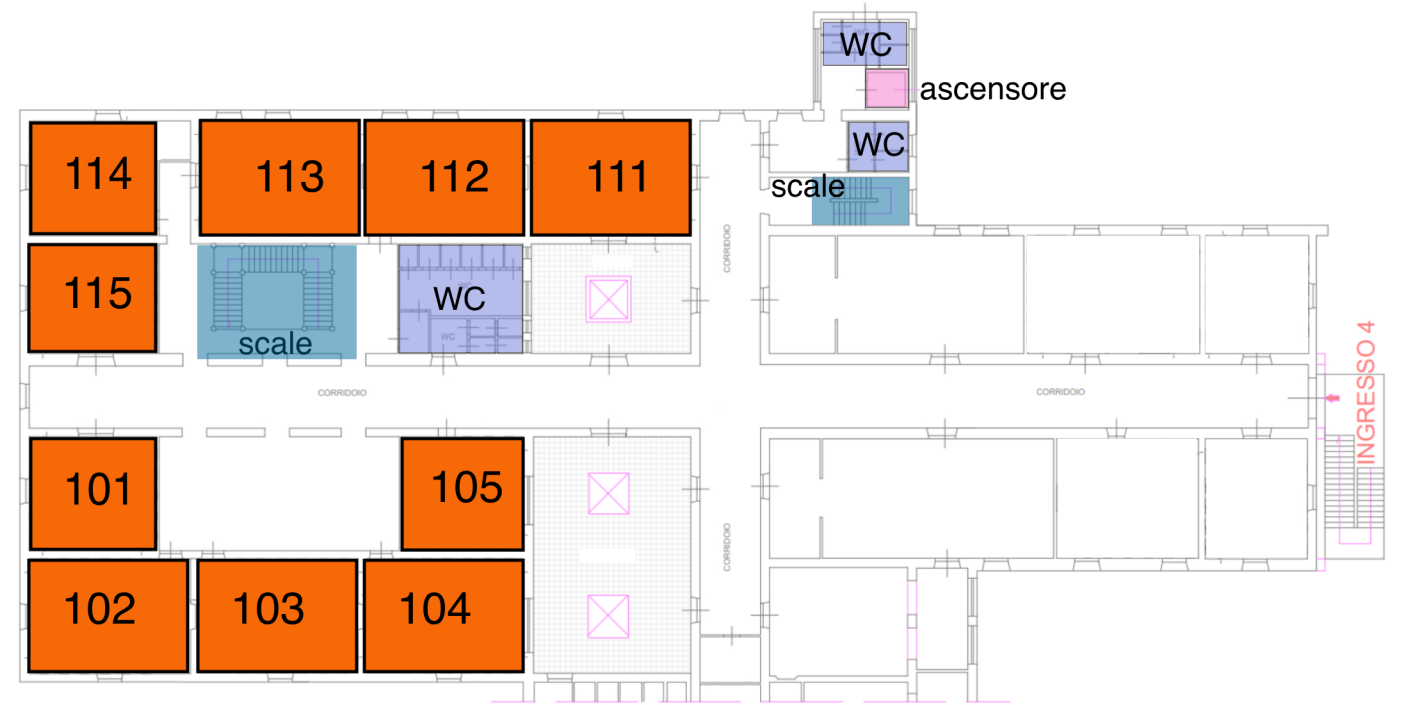 WC
ascensore
WC
scale
114
113
112
111
115
scale
WC
WC
CORRIDOIO
CORRIDOIO
CORRIDOIO
INGRESSO 4
101
105
102
103
104
CORRIDOIO